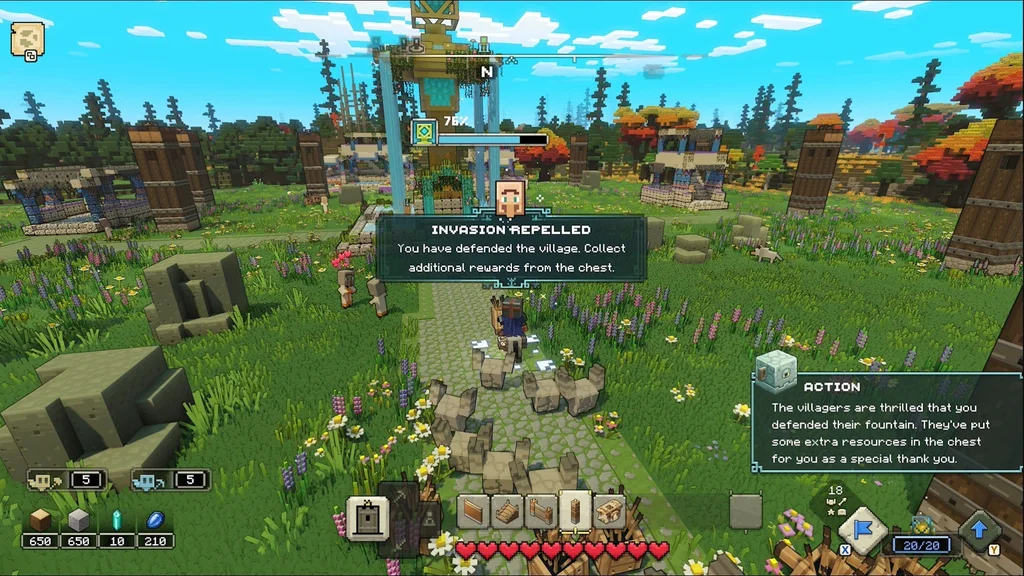 N
76%
INVASION REPELLED
You have defended the village. Collect
additional rewards from the chest.
ACTION
The villagers are thrilled that you
defended their fountain. They've put
some extra resources in the chest
for you as a special thank you.
5
5
18
650
650
10
210
X
20/20
Y